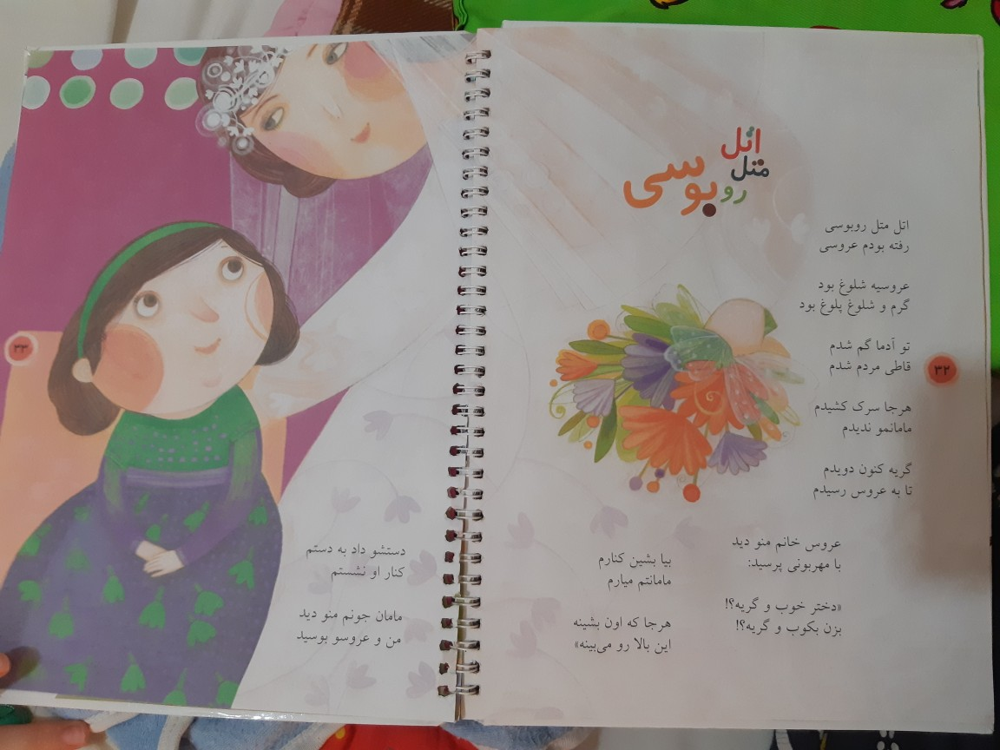 اتل
متل
رو
بوسی
اتل متل روبوسی
رفته بودم عروسی
عروسیه شلوغ بود
گرم و شلوغ پلوغ بود
تو آدما گم شدم
قاطی مردم شدم
هرجا سرک کشیدم
مامانمو ندیدم
گریه کنون دویدم
تا به عروس رسیدم
عروس خانم منو دید
با مهربونی پرسید:
«دختر خوب و گریه؟!
بزن بکوب و گریه؟!
بیا بشین کنارم
مامانتم میارم
هرجا که اون بشینه
این بالا رو می‌بینه»
۳۲
دستشو داد به دستم
کنار او نشستم
مامان جونم منو دید
من و عروسو بوسید
۳۳